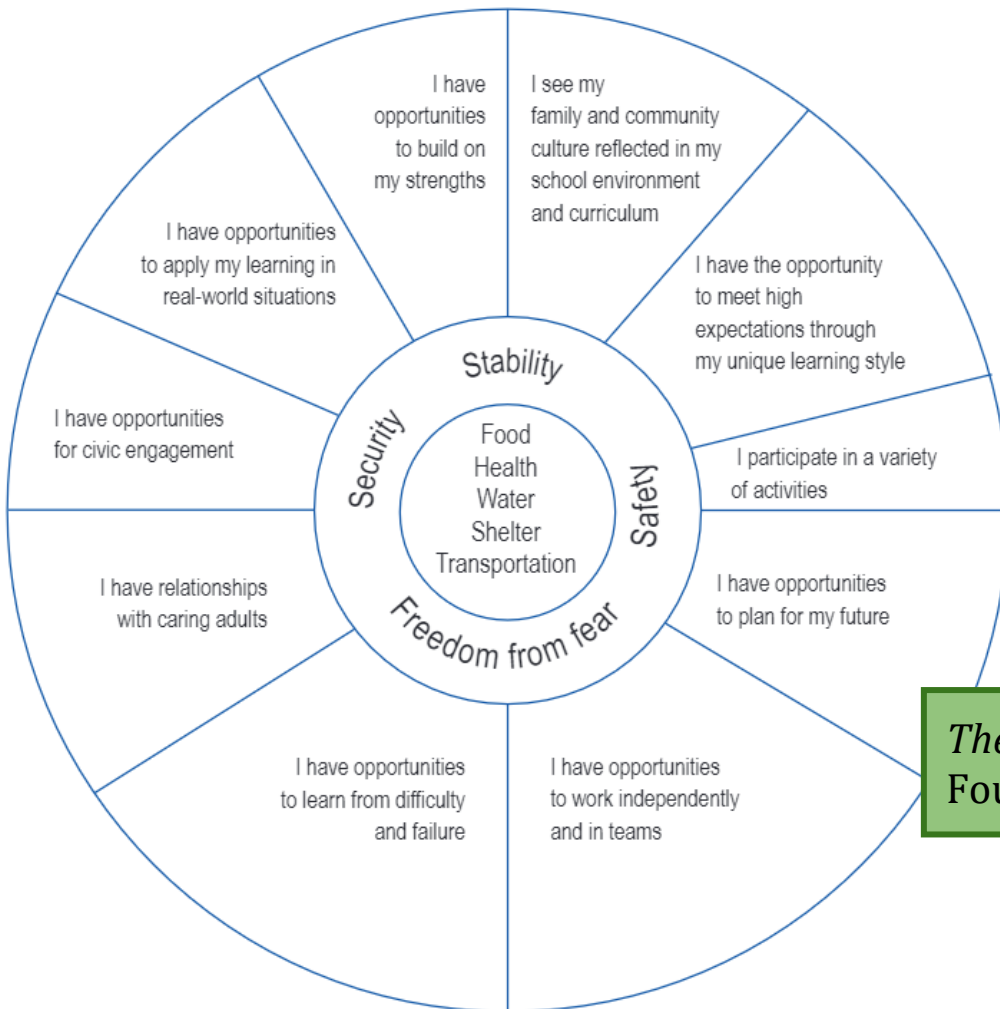 I have
opportunities
to build on
my strengths
I see my
family and community
culture reflected in my
school environment
and curriculum
I have the opportunity
to meet high
expectations through
my unique learning style
I participate in a variety
of activities
I have opportunities
to plan for my future
I have opportunities
to work independently
and in teams
I have opportunities
to learn from difficulty
and failure
I have relationships
with caring adults
I have opportunities
for civic engagement
I have opportunities
to apply my learning in
real-world situations
Stability
Security
Safety
Freedom from fear
Food
Health
Water
Shelter
Transportation